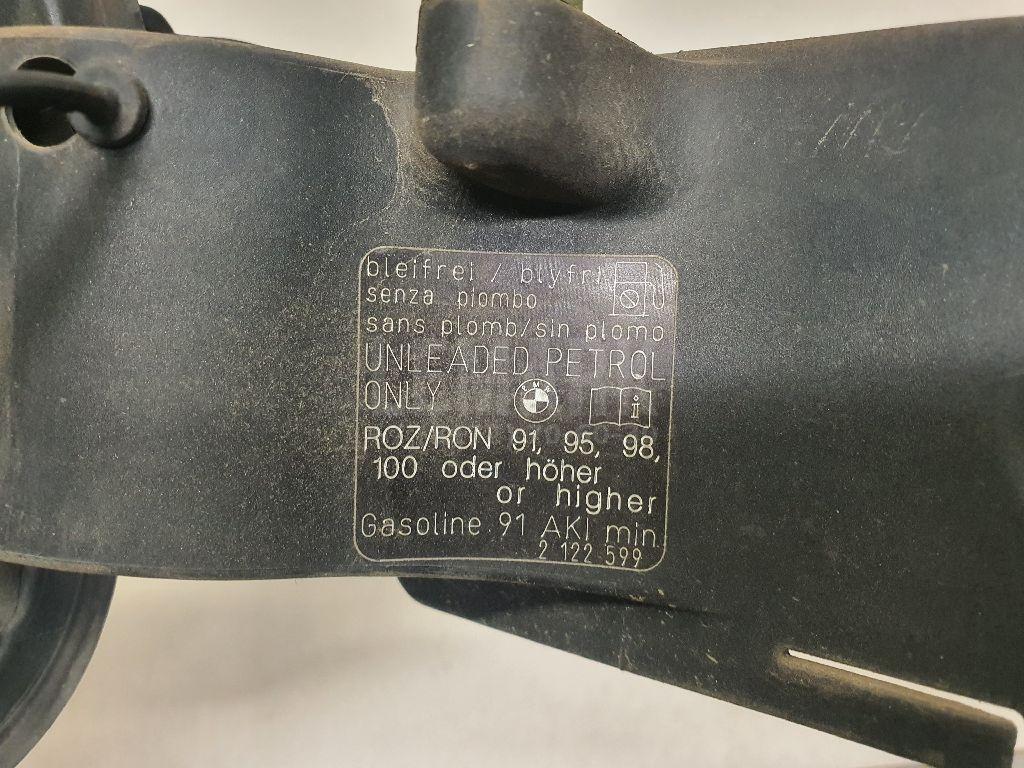 bleifrei / blyfri
senza piombo
sans plomb/sin plomo
UNLEADED PETROL
ONLY
BMW
ROZ/RON 91, 95, 98,
100 oder höher
or higher
Gasoline 91 AKI min.
2 122 599